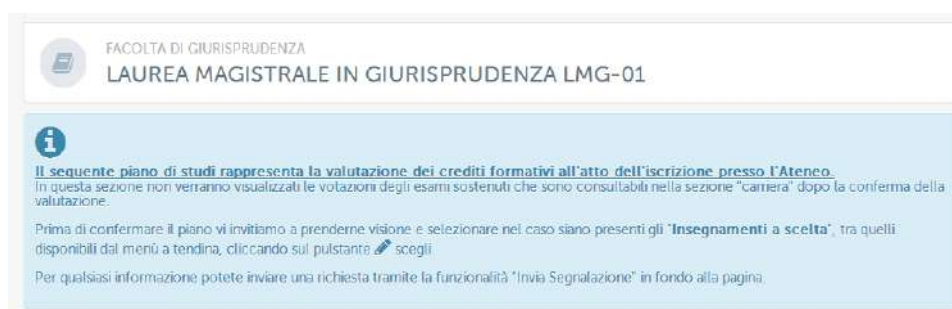 FACOLTA DI GIURISPRUDENZA
LAUREA MAGISTRALE IN GIURISPRUDENZA LMG-01
Il seguente piano di studi rappresenta la valutazione dei crediti formativi all'atto dell'iscrizione presso l'Ateneo.
In questa sezione non verranno visualizzati le votazioni degli esami sostenuti che sono consultabili nella sezione "carriera" dopo la conferma della
valutazione.
Prima di confermare il piano vi invitiamo a prenderne visione e selezionare nel caso siano presenti gli "Insegnamenti a scelta", tra quelli
disponibili dal menù a tendina, cliccando sul pulstante scegli
Per qualsiasi informazione potete inviare una richiesta tramite la funzionalità "Invia Segnalazione" in fondo alla pagina.